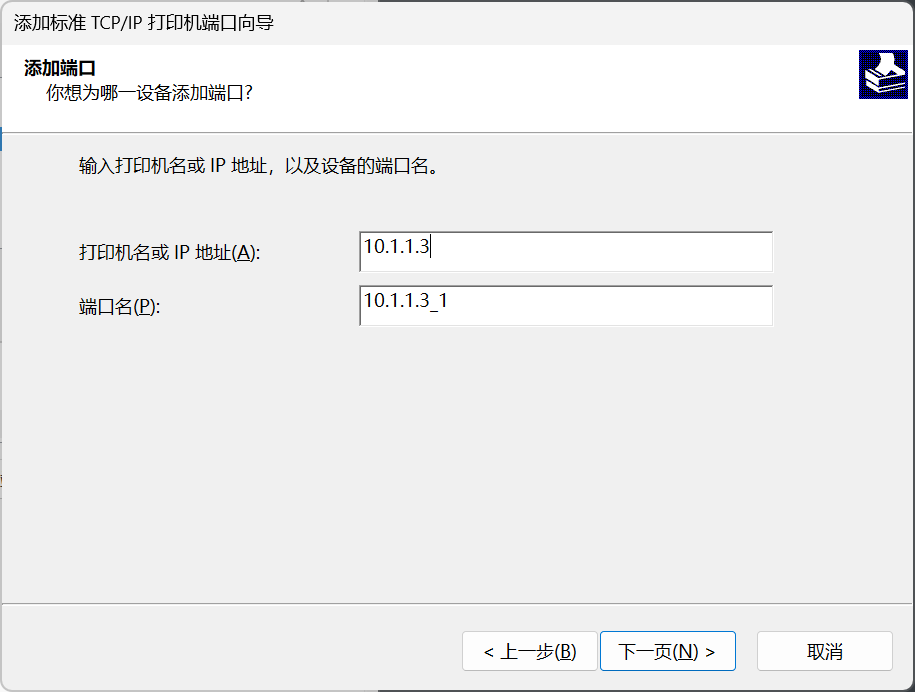 添加标准 TCP/IP 打印机端口向导
添加端口
你想为哪一设备添加端口?
输入打印机名或 IP 地址，以及设备的端口名。
打印机名或 IP 地址(A):
10.1.1.3
端口名(P):
10.1.1.3_1
< 上一步(B)
下一页(N) >
取消